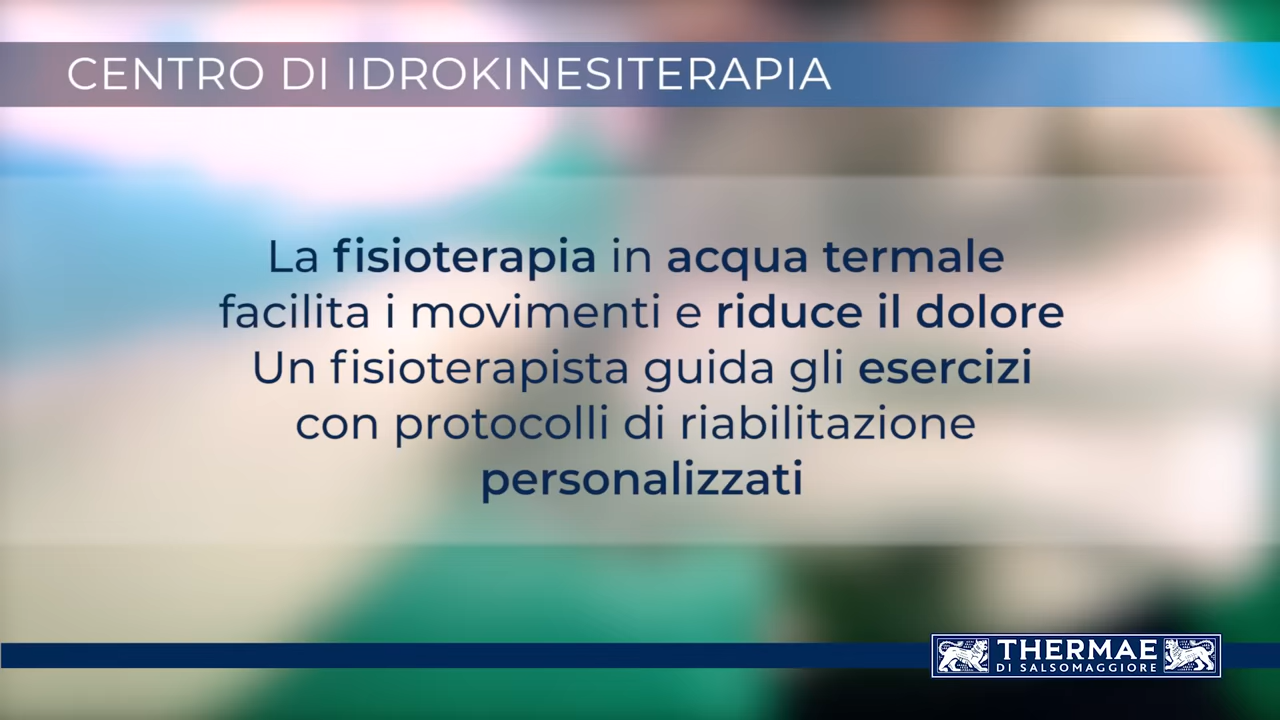 CENTRO DI IDROKINESITERAPIA
La fisioterapia in acqua termale
facilita i movimenti e riduce il dolore
Un fisioterapista guida gli esercizi
con protocolli di riabilitazione
personalizzati
THERMAE
DI SALSOMAGGIORE